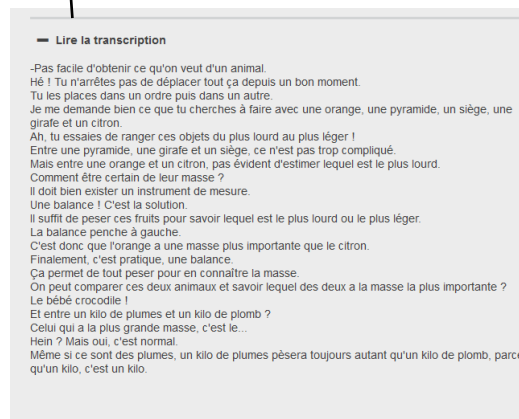 Lire la transcription
-Pas facile d'obtenir ce qu'on veut d'un animal.
Hé ! Tu n'arrêtes pas de déplacer tout ça depuis un bon moment.
Tu les places dans un ordre puis dans un autre.
Je me demande bien ce que tu cherches à faire avec une orange, une pyramide, un siège, une
girafe et un citron.
Ah, tu essaies de ranger ces objets du plus lourd au plus léger !
Entre une pyramide, une girafe et un siège, ce n'est pas trop compliqué.
Mais entre une orange et un citron, pas évident d'estimer lequel est le plus lourd.
Comment être certain de leur masse ?
Il doit bien exister un instrument de mesure.
Une balance ! C'est la solution.
Il suffit de peser ces fruits pour savoir lequel est le plus lourd ou le plus léger.
La balance penche à gauche.
C'est donc que l'orange a une masse plus importante que le citron.
Finalement, c'est pratique, une balance.
Ça permet de tout peser pour en connaître la masse.
On peut comparer ces deux animaux et savoir lequel des deux a la masse la plus importante ?
Le bébé crocodile !
Et entre un kilo de plumes et un kilo de plomb ?
Celui qui a la plus grande masse, c'est le...
Hein ? Mais oui, c'est normal.
Même si ce sont des plumes, un kilo de plumes pèsera toujours autant qu'un kilo de plomb, parce
qu'un kilo, c'est un kilo.